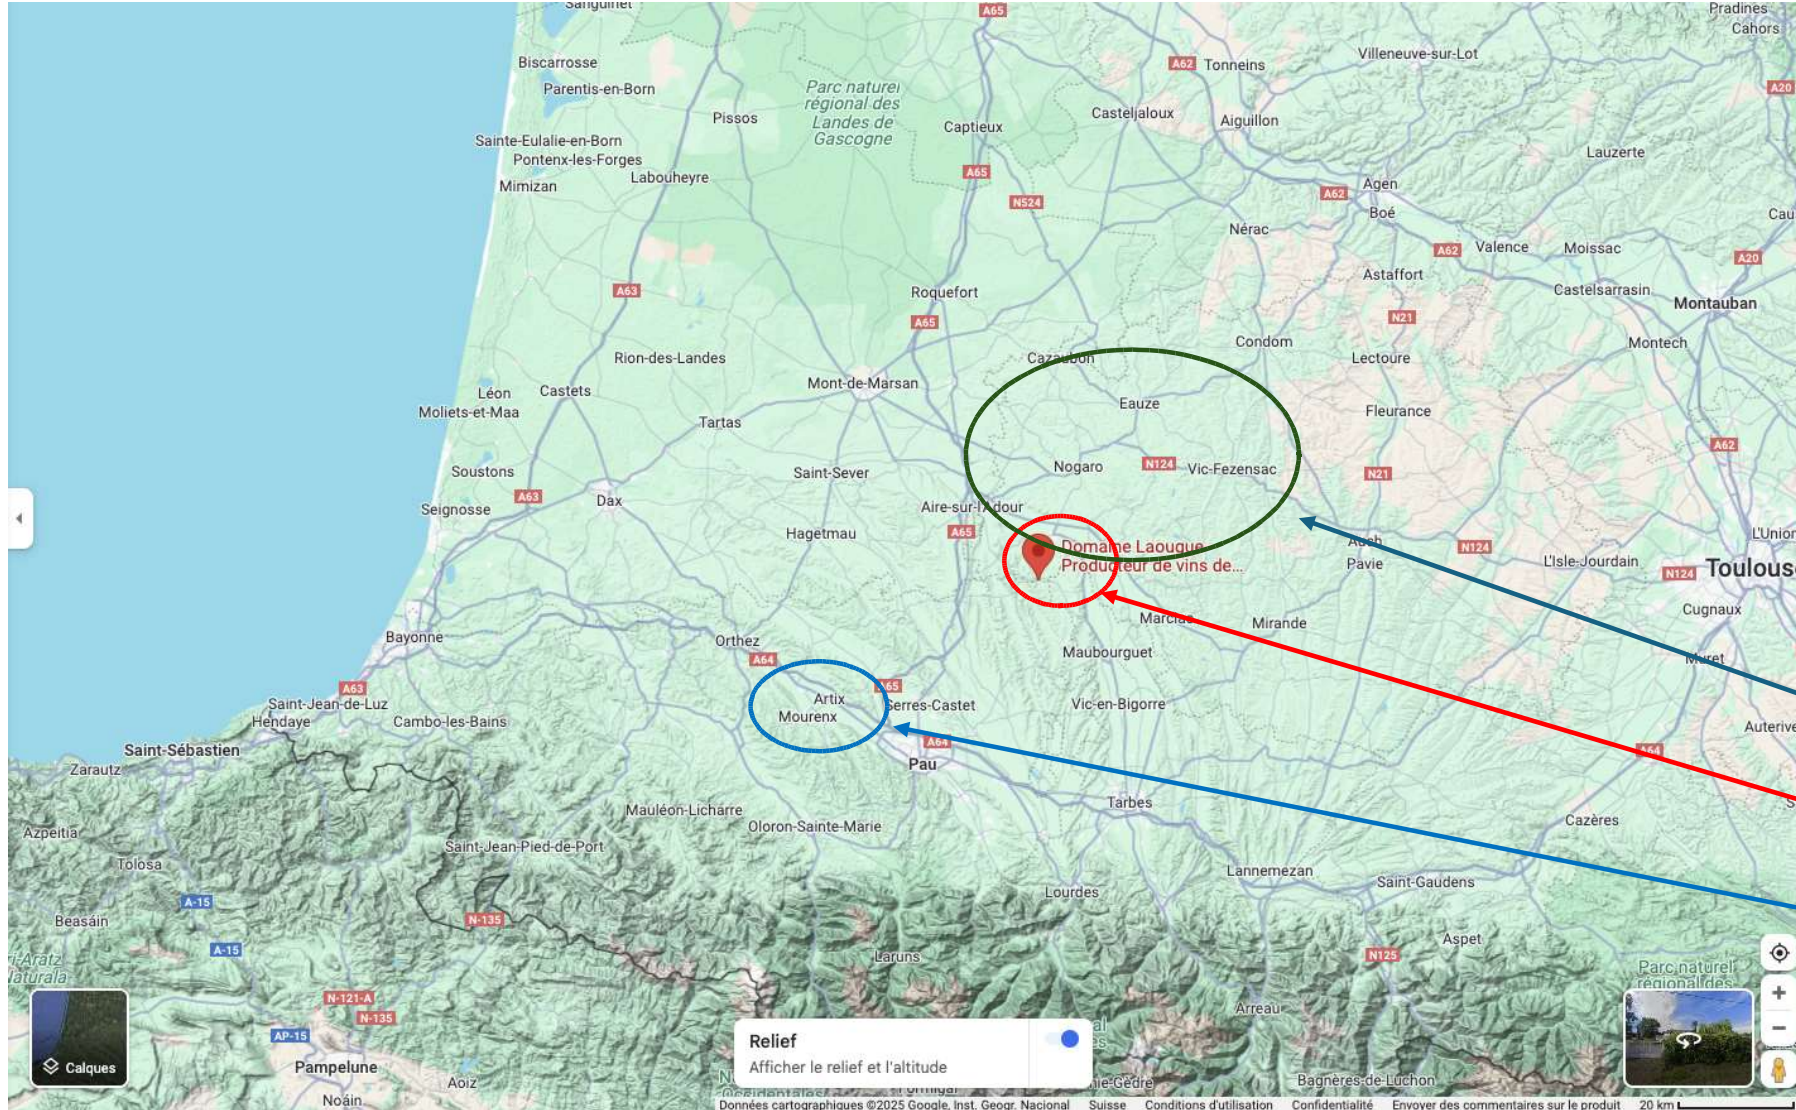 Sanguinet
A65
Pradines
Cahors
Biscarrosse
A62
Tonneins
Villeneuve-sur-Lot
Parentis-en-Born
Parc naturel
régional des
Landes de
Gascogne
A20
Pissos
Captieux
Casteljaloux
Aiguillon
Sainte-Eulalie-en-Born
Pontenx-les-Forges
Lauzerte
Mimizan
Labouheyre
A65
N524
A62
Agen
Boé
Cau
Nérac
A62
Valence
Moissac
A20
Astaffort
A63
Roquefort
Castelsarrasin
Montauban
A65
N21
Condom
Montech
Rion-des-Landes
Cazaubon
Lectoure
Mont-de-Marsan
Léon
Castets
Moliets-et-Maa
Eauze
Fleurance
Tartas
A62
Soustons
Saint-Sever
Nogaro
N124
Vic-Fezensac
N21
A63
Dax
Seignosse
Aire-sur-l'Adour
Hagetmau
A65
L'Union
Domaine Laougue
Producteur de vins de...
Auch
Pavie
N124
L'Isle-Jourdain
N124
Toulous
Cugnaux
Marciac
Mirande
Bayonne
Orthez
A64
Maubourguet
Muret
A63
Saint-Jean-de-Luz
Hendaye
Cambo-les-Bains
Artix
Mourenx
A65
Serres-Castet
Vic-en-Bigorre
Auterive
Saint-Sébastien
Zarautz
A64
Pau
A64
Tarbes
Mauléon-Licharre
Oloron-Sainte-Marie
Cazères
Azpeitia
Saint-Jean-Pied-de-Port
Tolosa
Lannemezan
Saint-Gaudens
Lourdes
A-15
Beasáin
N-135
A-15
Aspet
Laruns
N125
Parc naturel
régional des
N-121-A
N-135
Arreau
AP-15
Relief
Afficher le relief et l'altitude
Calques
Pampelune
Aoiz
Bagnères-de-Luchon
Noáin
Données cartographiques ©2025 Google, Inst. Geogr. Nacional Suisse Conditions d'utilisation Confidentialité Envoyer des commentaires sur le produit 20 km